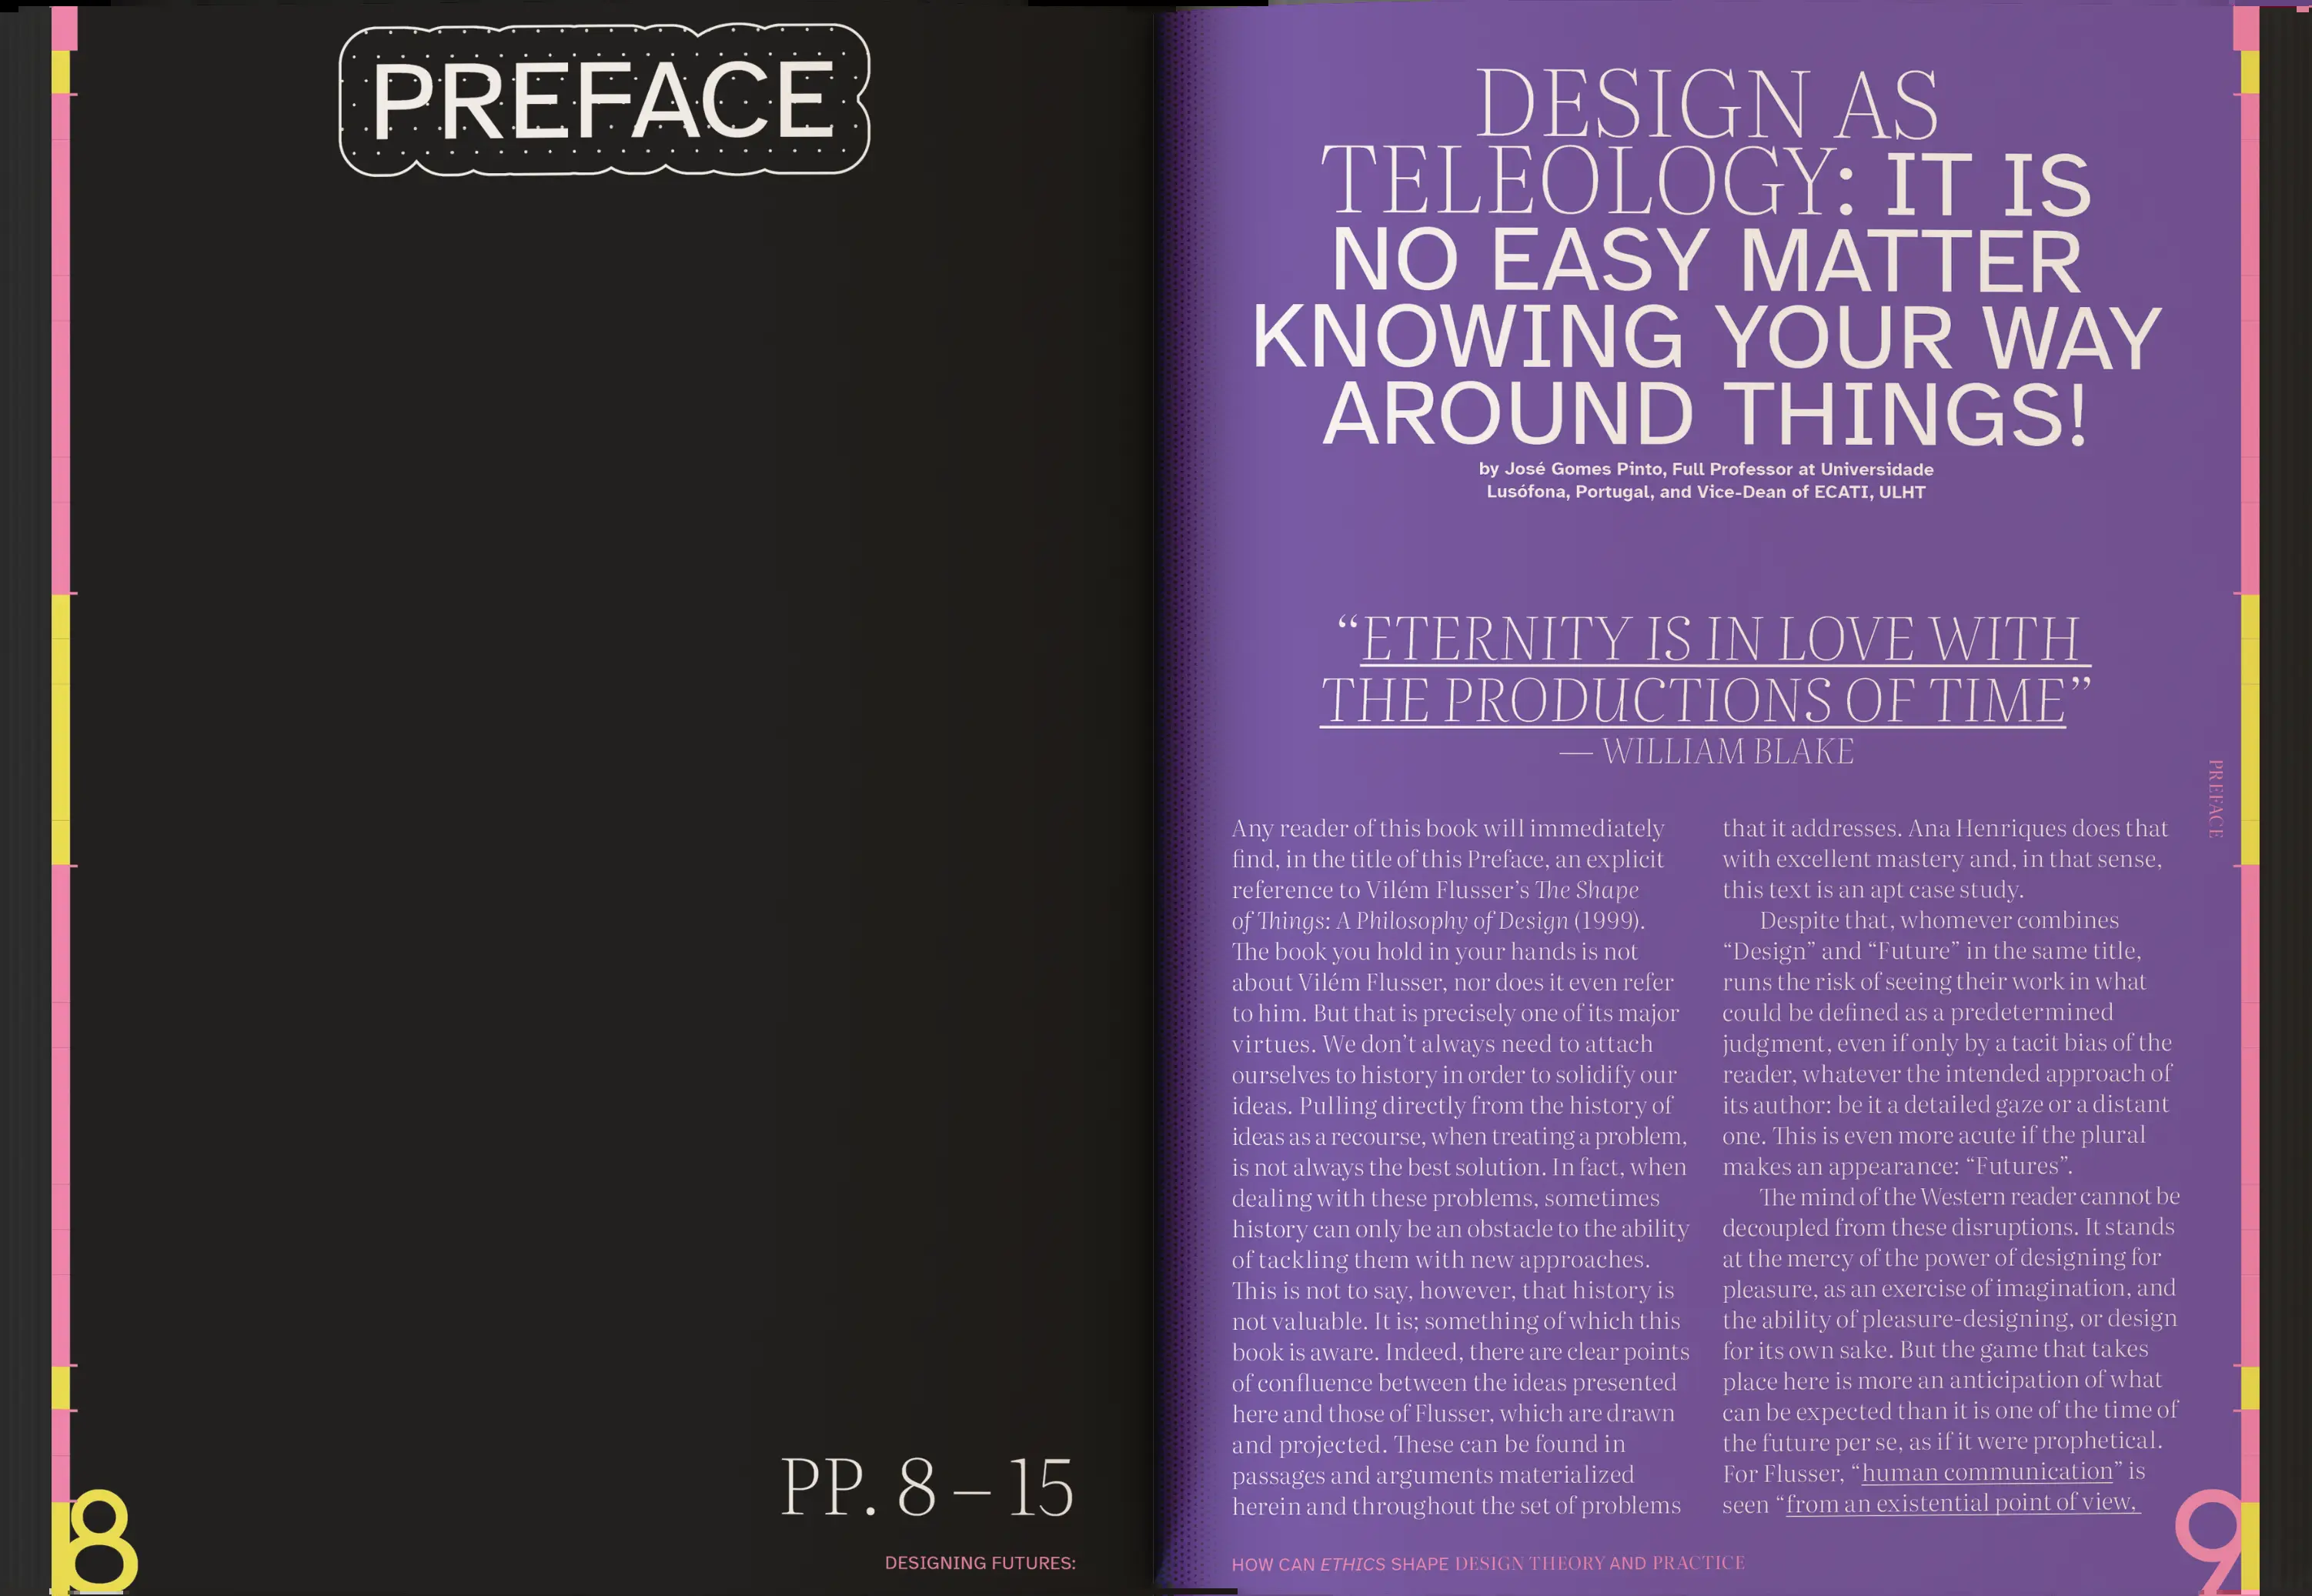 PREFACE
PP. 8 – 15
DESIGNING FUTURES:
8
DESIGN AS
TELEOLOGY: IT IS
NO EASY MATTER
KNOWING YOUR WAY
AROUND THINGS!
by José Gomes Pinto, Full Professor at Universidade
Lusófona, Portugal, and Vice-Dean of ECATI, ULHT
“ETERNITY IS IN LOVE WITH
THE PRODUCTIONS OF TIME”
— WILLIAM BLAKE
Any reader of this book will immediately
find, in the title of this Preface, an explicit
reference to Vilém Flusser’s The Shape
of Things: A Philosophy of Design (1999).
The book you hold in your hands is not
about Vilém Flusser, nor does it even refer
to him. But that is precisely one of its major
virtues. We don’t always need to attach
ourselves to history in order to solidify our
ideas. Pulling directly from the history of
ideas as a recourse, when treating a problem,
is not always the best solution. In fact, when
dealing with these problems, sometimes
history can only be an obstacle to the ability
of tackling them with new approaches.
This is not to say, however, that history is
not valuable. It is; something of which this
book is aware. Indeed, there are clear points
of confluence between the ideas presented
here and those of Flusser, which are drawn
and projected. These can be found in
passages and arguments materialized
herein and throughout the set of problems
that it addresses. Ana Henriques does that
with excellent mastery and, in that sense,
this text is an apt case study.
Despite that, whomever combines
“Design” and “Future” in the same title,
runs the risk of seeing their work in what
could be defined as a predetermined
judgment, even if only by a tacit bias of the
reader, whatever the intended approach of
its author: be it a detailed gaze or a distant
one. This is even more acute if the plural
makes an appearance: “Futures”.
The mind of the Western reader cannot be
decoupled from these disruptions. It stands
at the mercy of the power of designing for
pleasure, as an exercise of imagination, and
the ability of pleasure-designing, or design
for its own sake. But the game that takes
place here is more an anticipation of what
can be expected than it is one of the time of
the future per se, as if it were prophetical.
For Flusser, “human communication” is
seen “from an existential point of view,
PREFACE
HOW CAN ETHICS SHAPE DESIGN THEORY AND PRACTICE
9